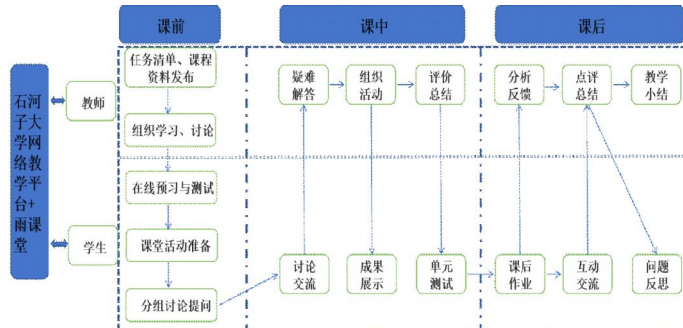 课前
课中
课后
石河
子大
学网
络教
学平
台+
雨课
堂
教师
学生
任务清单、课程
资料发布
组织学习、讨论
在线预习与测试
课堂活动准备
分组讨论提问
疑难
解答
组织
活动
评价
总结
讨论
交流
成果
展示
单元
测试
分析
反馈
点评
总结
教学
小结
课后
作业
互动
交流
问题
反思